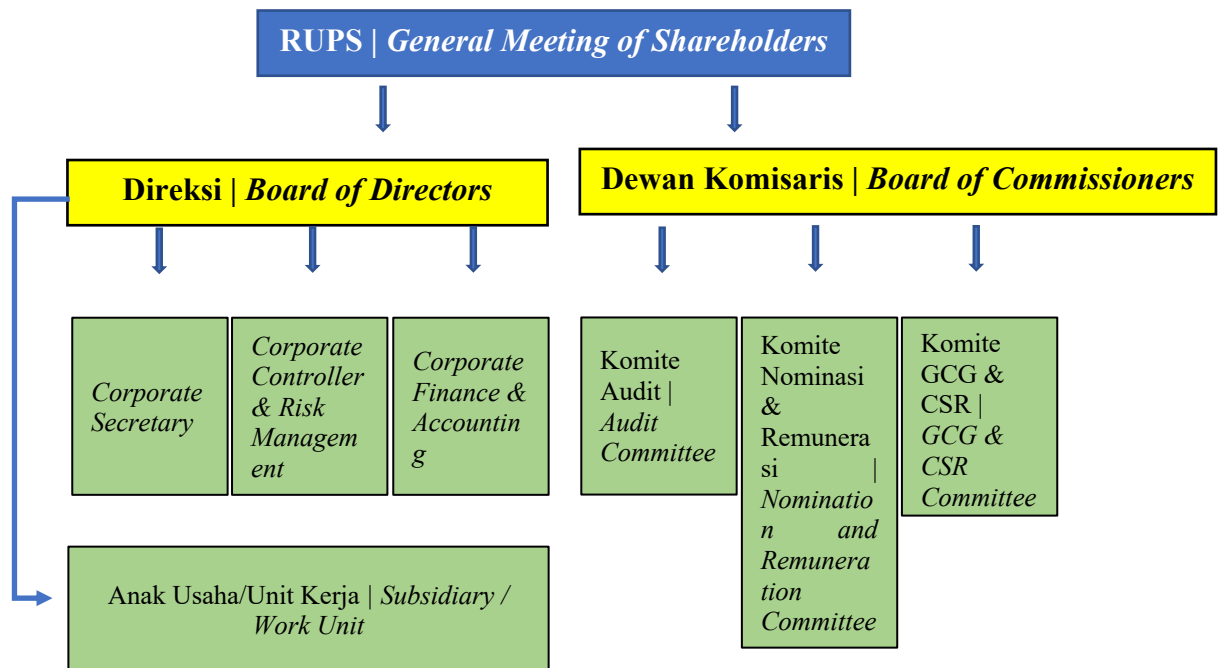 RUPS | General Meeting of Shareholders
Direksi | Board of Directors
Dewan Komisaris | Board of Commissioners
Corporate
Secretary
Corporate
Controller
& Risk
Managem
ent
Corporate
Finance &
Accountin
g
Komite
Audit |
Audit
Committee
Komite
Nominasi
&
Remunera
si |
Nominatio
n and
Remunera
tion
Committee
Komite
GCG &
CSR |
GCG &
CSR
Committee
Anak Usaha/Unit Kerja | Subsidiary /
Work Unit